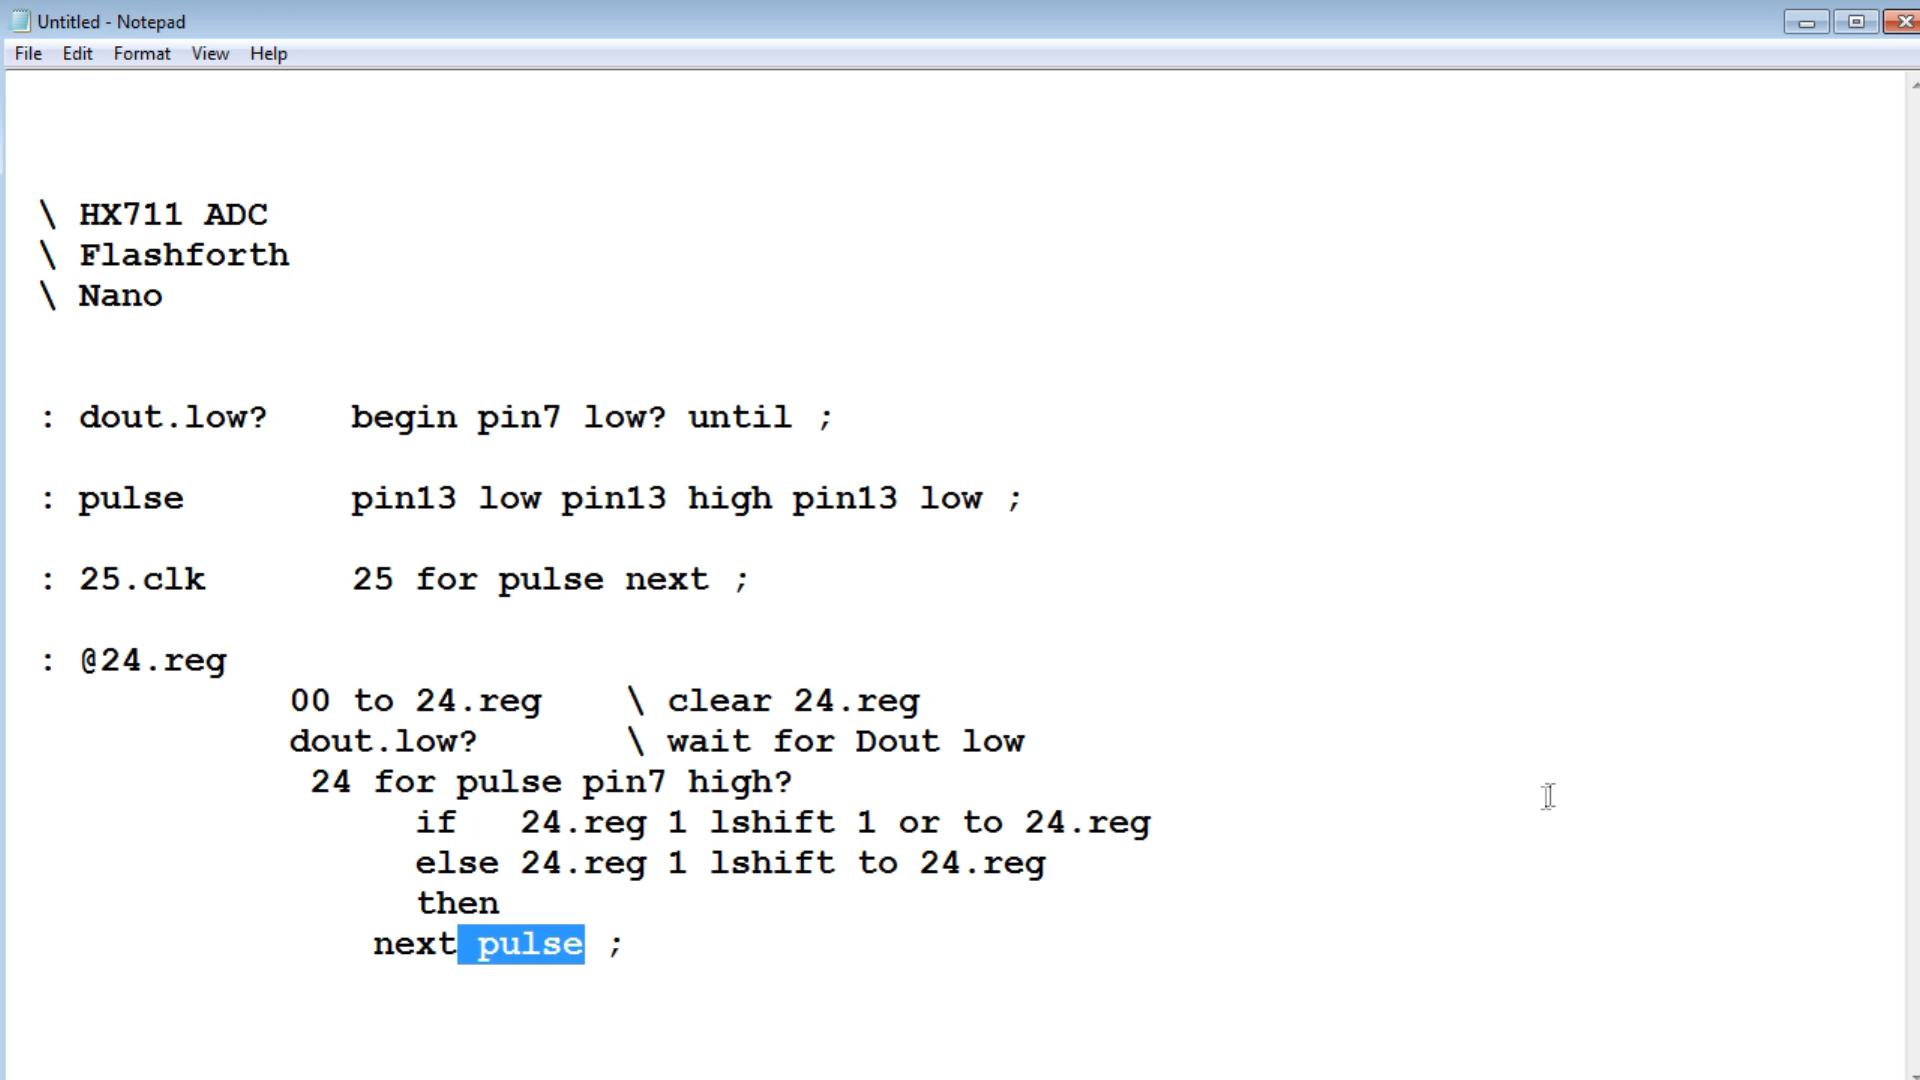 Untitled - Notepad
File Edit Format View Help
\ HX711 ADC
\ Flashforth
\ Nano
: dout.low? begin pin7 low? until ;
: pulse pin13 low pin13 high pin13 low ;
: 25.clk 25 for pulse next ;
: @24.reg
00 to 24.reg \ clear 24.reg
dout.low? \ wait for Dout low
24 for pulse pin7 high?
if 24.reg 1 lshift 1 or to 24.reg
else 24.reg 1 lshift to 24.reg
then
next pulse ;